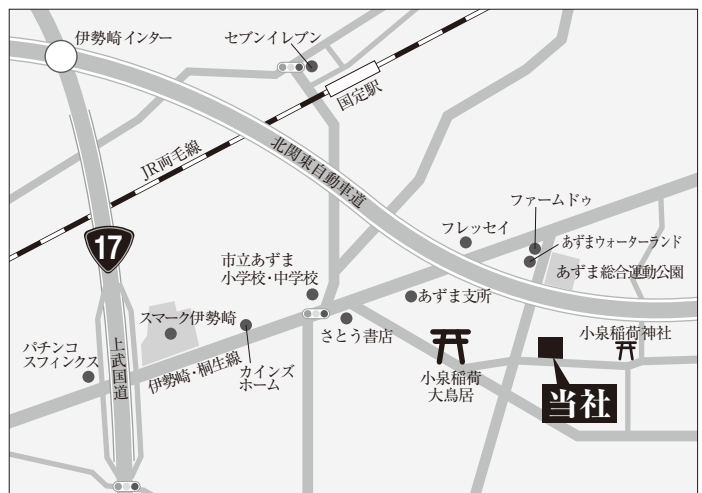 伊勢崎インター
セブンイレブン
国定駅
JR両毛線
北関東自動車道
17
ファームドゥ
フレッセイ
あずまウォーターランド
あずま総合運動公園
市立あずま
小学校・中学校
あずま支所
スマーク伊勢崎
さとう書店
小泉稲荷神社
パチンコ
スフィンクス
上武国道
伊勢崎・桐生線
カインズ
ホーム
小泉稲荷
大鳥居
当社